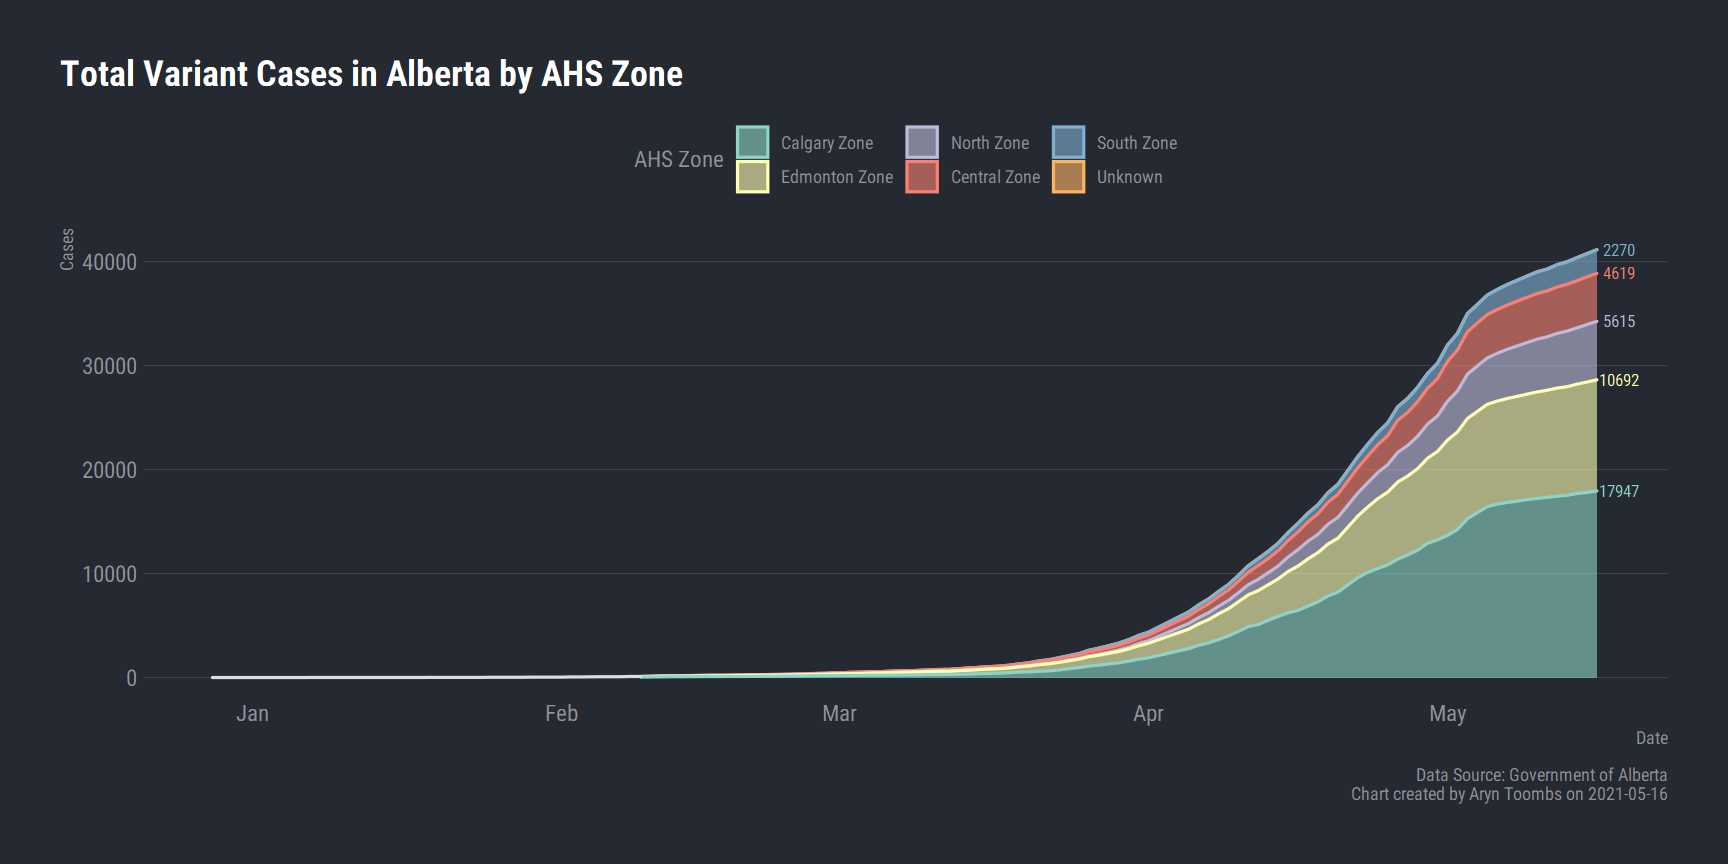 Total Variant Cases in Alberta by AHS Zone
AHS Zone
Calgary Zone
North Zone
South Zone
Edmonton Zone
Central Zone
Unknown
Cases
40000
30000
20000
10000
0
2270
4619
5615
10692
17947
Jan
Feb
Mar
Apr
May
Date
Data Source: Government of Alberta
Chart created by Aryn Toombs on 2021-05-16